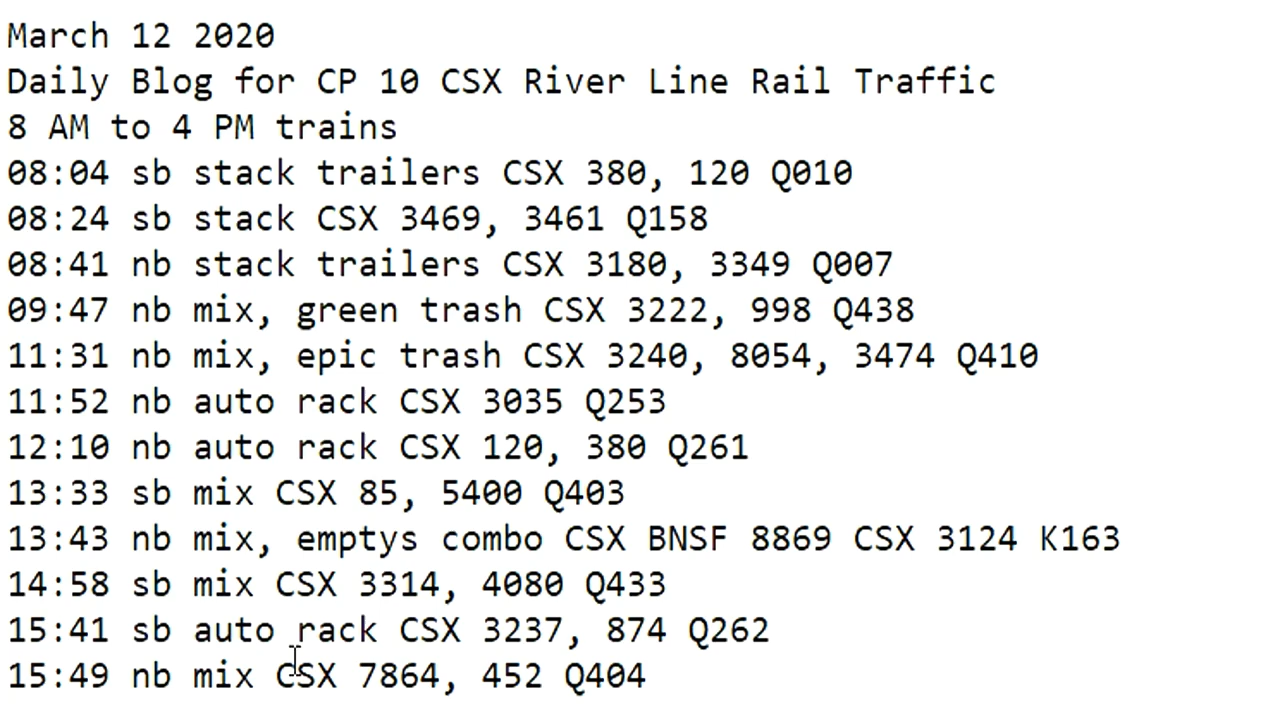 March 12 2020
Daily Blog for CP 10 CSX River Line Rail Traffic
8 AM to 4 PM trains
08:04 sb stack trailers CSX 380, 120 Q010
08:24 sb stack CSX 3469, 3461 Q158
08:41 nb stack trailers CSX 3180, 3349 Q007
09:47 nb mix, green trash CSX 3222, 998 Q438
11:31 nb mix, epic trash CSX 3240, 8054, 3474 Q410
11:52 nb auto rack CSX 3035 Q253
12:10 nb auto rack CSX 120, 380 Q261
13:33 sb mix CSX 85, 5400 Q403
13:43 nb mix, emptys combo CSX BNSF 8869 CSX 3124 K163
14:58 sb mix CSX 3314, 4080 Q433
15:41 sb auto rack CSX 3237, 874 Q262
15:49 nb mix CSX 7864, 452 Q404